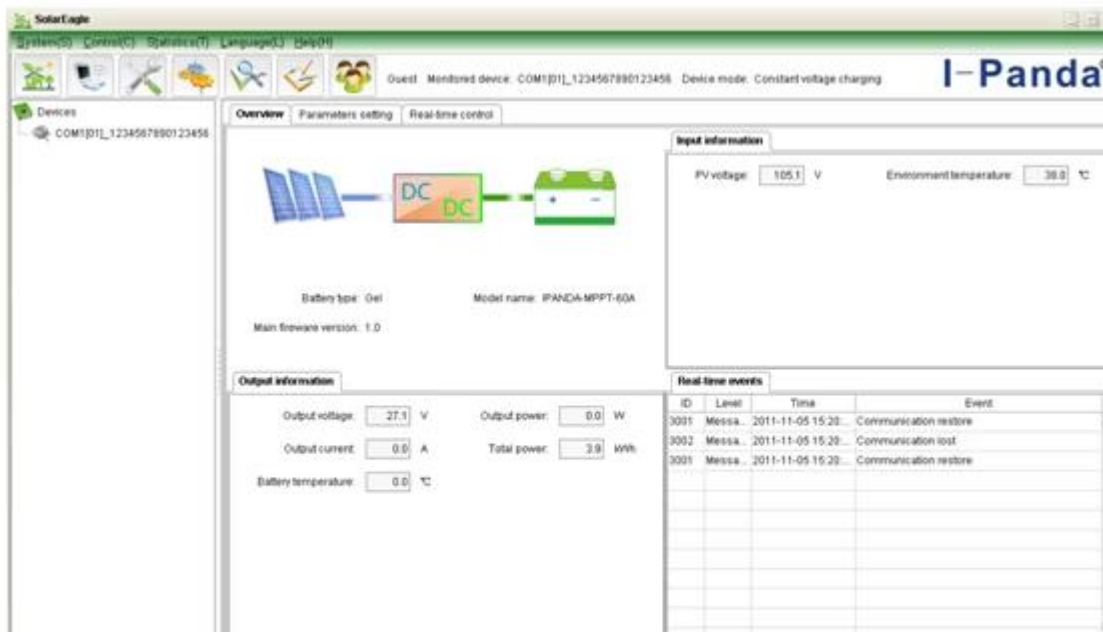 SolarEagle
System(S) Control(C) Statistics(T) Language(L) Help(H)
Guest Monitored device: COM1[01]_1234567890123456 Device mode: Constant voltage charging
I-Panda
Devices
COM1[01]_1234567890123456
Overview Parameters setting Real-time control
DC
DC
Battery type: Gel Model name: IPANDA-MPPT-60A
Main fireware version: 1.0
Input information
PV voltage: 105.1 V Environment temperature: 38.0 ℃
Output information
Output voltage: 27.1 V Output power: 0.0 W
Output current: 0.0 A Total power: 3.9 kWh
Battery temperature: 0.0 ℃
Real-time events
ID Level Time Event
3001 Messa... 2011-11-05 15:20:... Communication restore
3002 Messa... 2011-11-05 15:20:... Communication lost
3001 Messa... 2011-11-05 15:20:... Communication restore